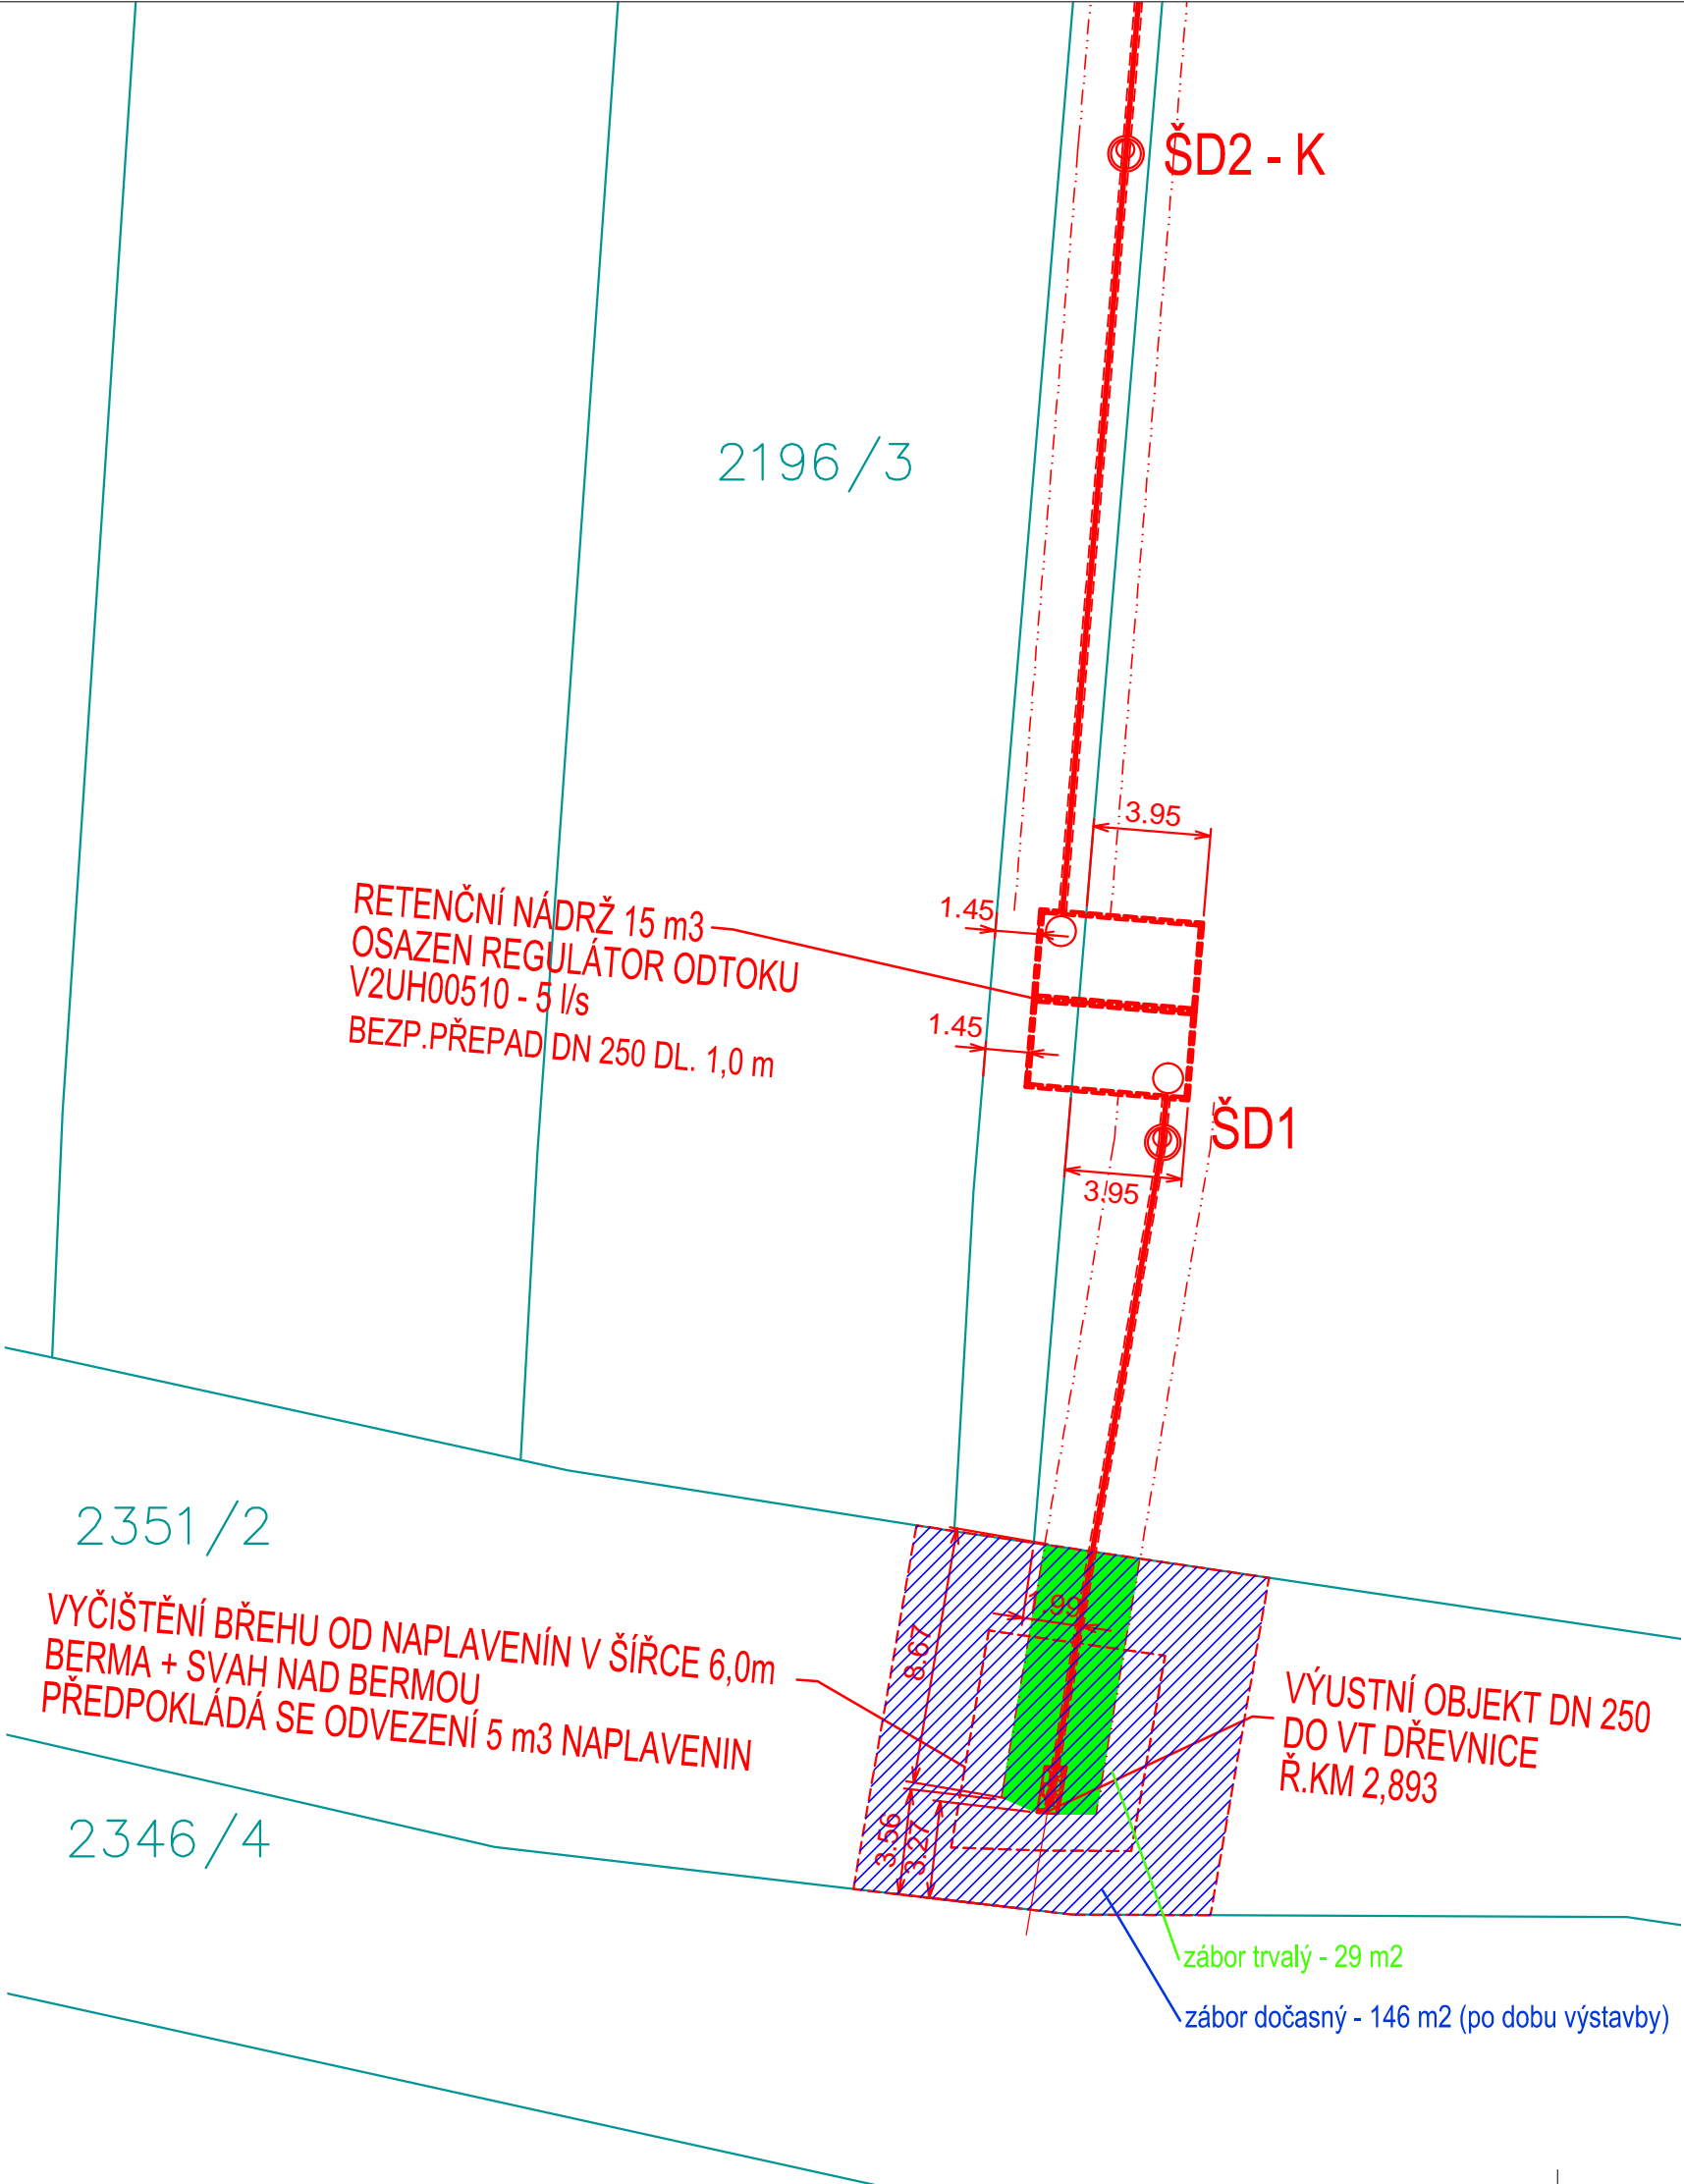 ŠD2 - K
2196/3
3.95
1.45
RETENČNÍ NÁDRŽ 15 m3
OSAZEN REGULÁTOR ODTOKU
V2UH00510 - 5 l/s
BEZP.PŘEPAD DN 250 DL. 1,0 m
1.45
ŠD1
3.95
2351/2
VYČIŠTĚNÍ BŘEHU OD NAPLAVENÍN V ŠÍŘCE 6,0m
BERMA + SVAH NAD BERMOU
PŘEDPOKLÁDÁ SE ODVEZENÍ 5 m3 NAPLAVENIN
8.67
VÝUSTNÍ OBJEKT DN 250
DO VT DŘEVNICE
Ř.KM 2,893
2346/4
3.56
3.27
zábor trvalý - 29 m2
zábor dočasný - 146 m2 (po dobu výstavby)